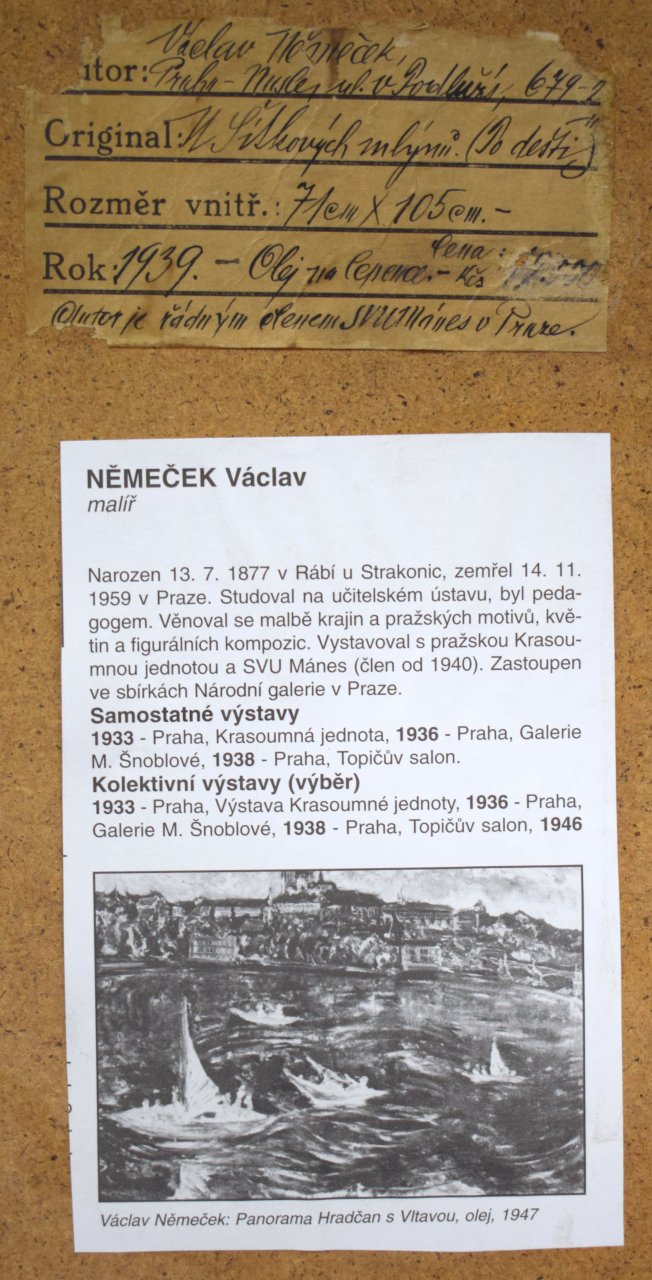 Václav Němeček,
utor: Praha - Nusle, ul. v Podluží, 679-2
Original: U Šítkových mlýnů. (Po dešti)
Rozměr vnitř.: 71cm X 105cm.-
Cena:
Rok: 1939. - Olej na lepence.- Kčs
Autor je řádným členem SVU Mánes v Praze.
NĚMEČEK Václav
malíř
Narozen 13. 7. 1877 v Rábí u Strakonic, zemřel 14. 11.
1959 v Praze. Studoval na učitelském ústavu, byl peda-
gogem. Věnoval se malbě krajin a pražských motivů, kvě-
tin a figurálních kompozic. Vystavoval s pražskou Krasou-
mnou jednotou a SVU Mánes (člen od 1940). Zastoupen
ve sbírkách Národní galerie v Praze.
Samostatné výstavy
1933 - Praha, Krasoumná jednota, 1936 - Praha, Galerie
M. Šnoblové, 1938 - Praha, Topičův salon.
Kolektivní výstavy (výběr)
1933 - Praha, Výstava Krasoumné jednoty, 1936 - Praha,
Galerie M. Šnoblové, 1938 - Praha, Topičův salon, 1946
Václav Němeček: Panorama Hradčan s Vltavou, olej, 1947